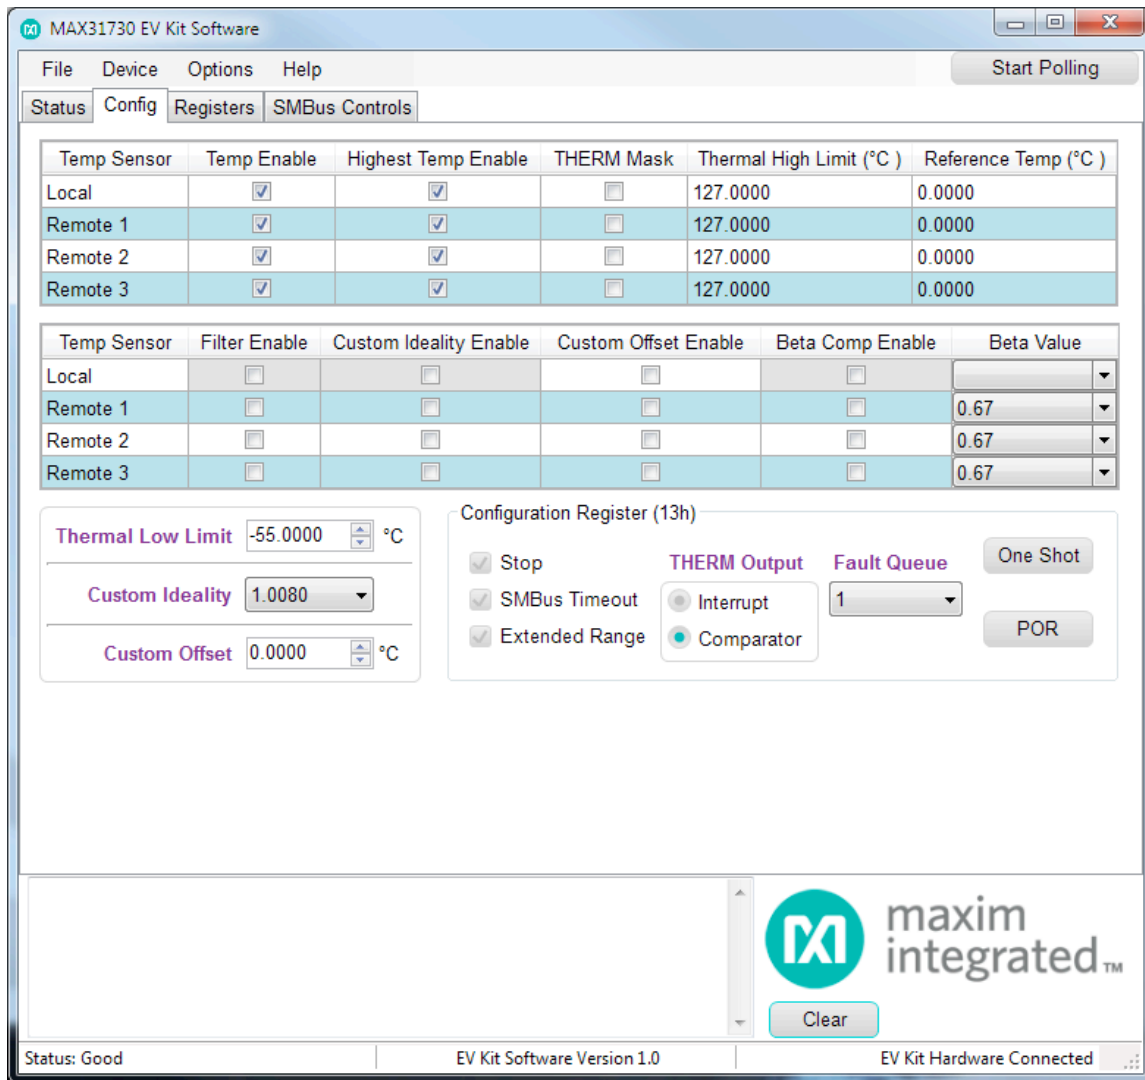 MAX31730 EV Kit Software
File Device Options Help Start Polling
Status Config Registers SMBus Controls
Temp Sensor Temp Enable Highest Temp Enable THERM Mask Thermal High Limit (°C ) Reference Temp (°C )
Local 127.0000 0.0000
Remote 1 127.0000 0.0000
Remote 2 127.0000 0.0000
Remote 3 127.0000 0.0000
Temp Sensor Filter Enable Custom Ideality Enable Custom Offset Enable Beta Comp Enable Beta Value
Local
Remote 1 0.67
Remote 2 0.67
Remote 3 0.67
Thermal Low Limit -55.0000 °C
Custom Ideality 1.0080
Custom Offset 0.0000 °C
Configuration Register (13h)
Stop THERM Output Fault Queue One Shot
SMBus Timeout Interrupt 1
Extended Range Comparator POR
maxim
integrated™
Clear
Status: Good EV Kit Software Version 1.0 EV Kit Hardware Connected